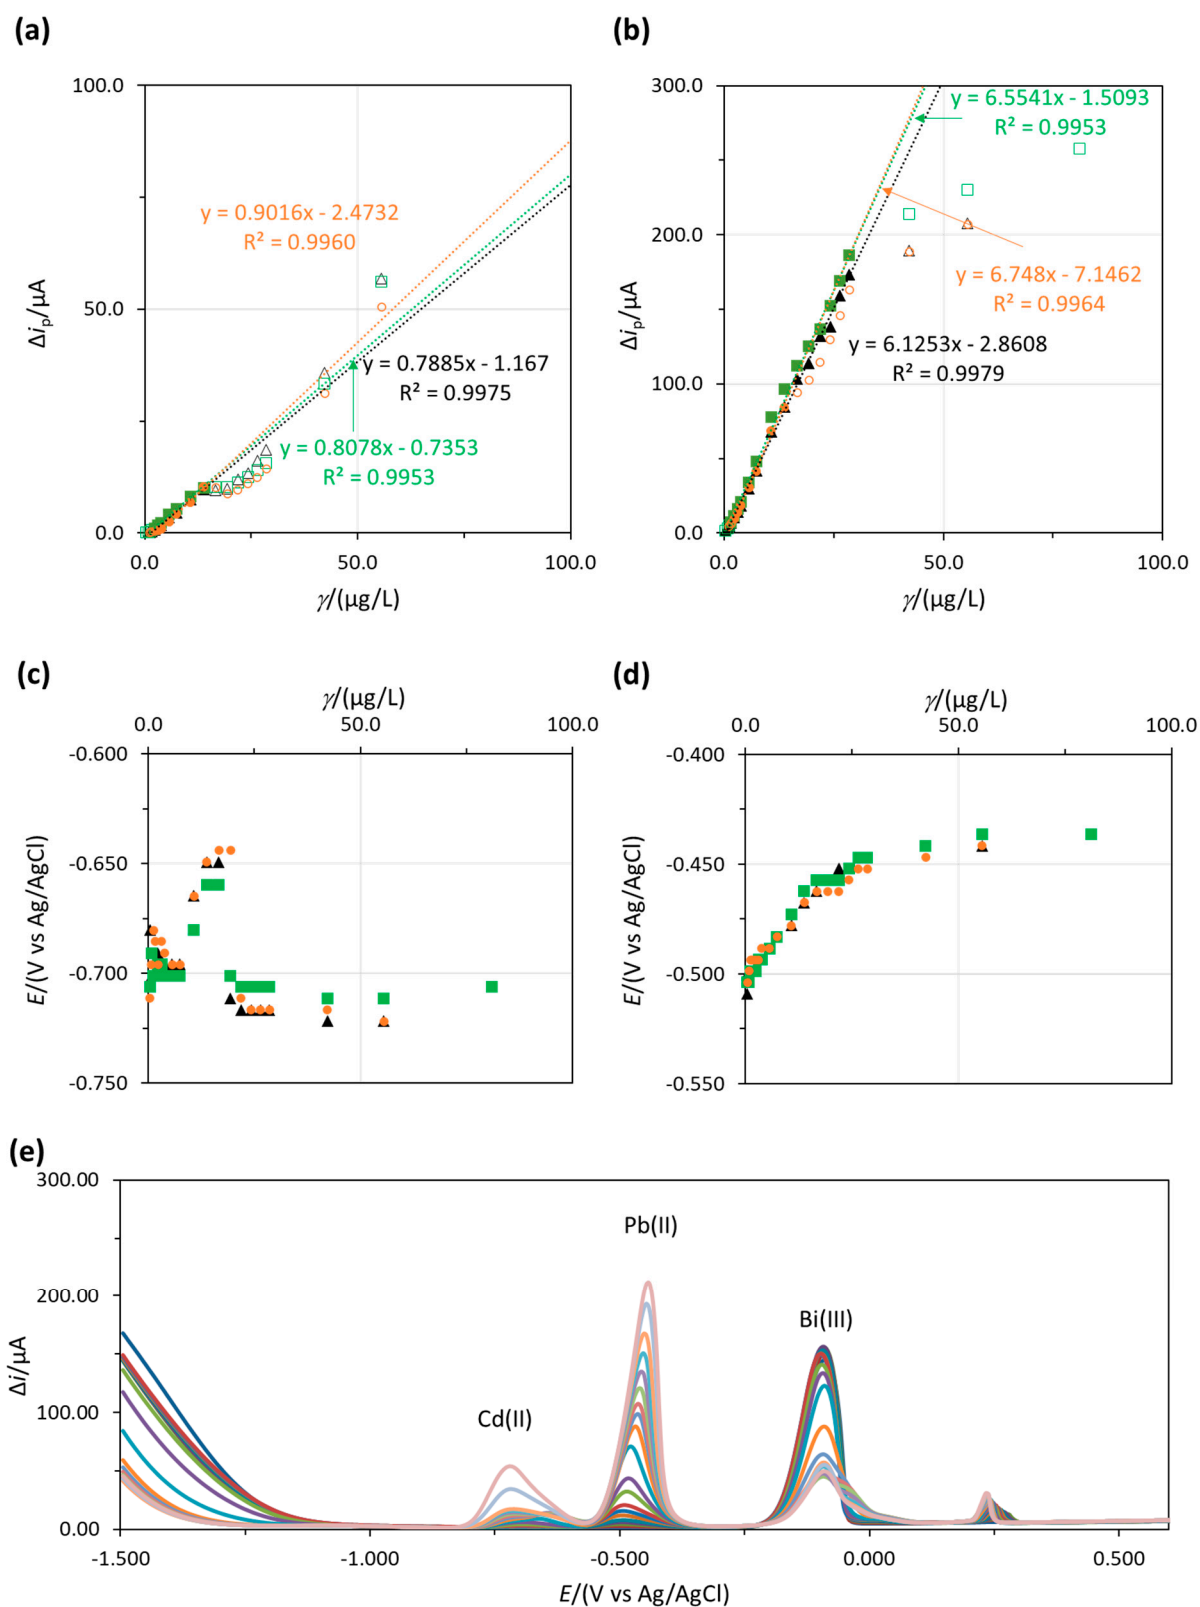 (a)
100.0
50.0
0.0
0.0
50.0
100.0
Δip/μA
γ/(μg/L)
y = 0.9016x - 2.4732
R² = 0.9960
y = 0.7885x - 1.167
R² = 0.9975
y = 0.8078x - 0.7353
R² = 0.9953
(b)
300.0
200.0
100.0
0.0
0.0
50.0
100.0
Δip/μA
γ/(μg/L)
y = 6.5541x - 1.5093
R² = 0.9953
y = 6.748x - 7.1462
R² = 0.9964
y = 6.1253x - 2.8608
R² = 0.9979
(c)
γ/(μg/L)
0.0
50.0
100.0
-0.600
-0.650
-0.700
-0.750
E/(V vs Ag/AgCl)
(d)
γ/(μg/L)
0.0
50.0
100.0
-0.400
-0.450
-0.500
-0.550
E/(V vs Ag/AgCl)
(e)
300.00
200.00
100.00
0.00
Δi/μA
Cd(II)
Pb(II)
Bi(III)
-1.500
-1.000
-0.500
0.000
0.500
E/(V vs Ag/AgCl)